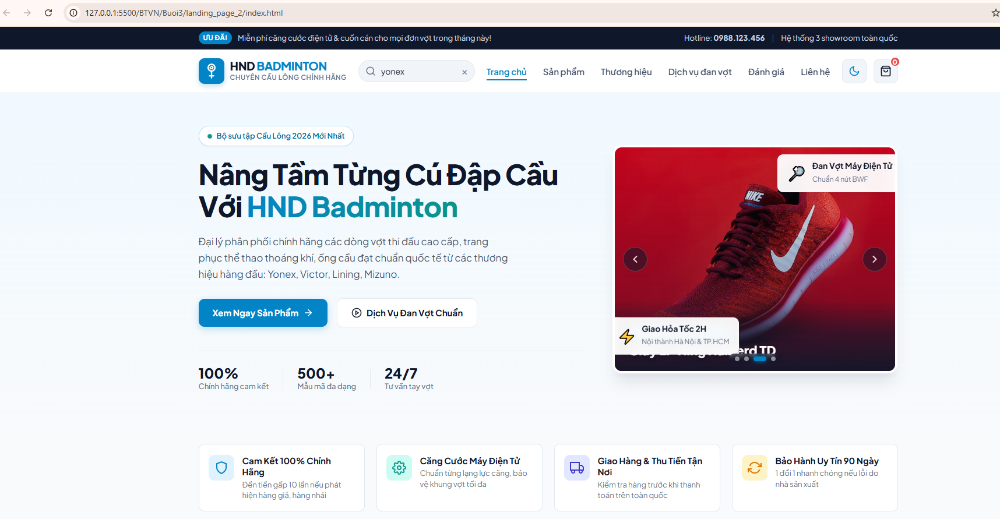 127.0.0.1:5500/BTVN/Buoi3/landing_page_2/index.html
ƯU ĐÃI Miễn phí căng cước điện tử & cuốn cán cho mọi đơn vợt trong tháng này! Hotline: 0988.123.456 | Hệ thống 3 showroom toàn quốc
HND BADMINTON
CHUYÊN CẦU LÔNG CHÍNH HÃNG
yonex
Trang chủ Sản phẩm Thương hiệu Dịch vụ đan vợt Đánh giá Liên hệ
0
Bộ sưu tập Cầu Lông 2026 Mới Nhất
Nâng Tầm Từng Cú Đập Cầu
Với HND Badminton
Đại lý phân phối chính hãng các dòng vợt thi đấu cao cấp, trang
phục thể thao thoáng khí, ống cầu đạt chuẩn quốc tế từ các thương
hiệu hàng đầu: Yonex, Victor, Lining, Mizuno.
Xem Ngay Sản Phẩm
Dịch Vụ Đan Vợt Chuẩn
100%
Chính hãng cam kết
500+
Mẫu mã đa dạng
24/7
Tư vấn tay vợt
Đan Vợt Máy Điện Tử
Chuẩn 4 nút BWF
NIKE
NIKE FREE
Giao Hỏa Tốc 2H
Nội thành Hà Nội & TP.HCM
TD
Cam Kết 100% Chính
Hãng
Đền tiền gấp 10 lần nếu phát
hiện hàng giả, hàng nhái
Căng Cước Máy Điện Tử
Chuẩn từng lạng lực căng, bảo
vệ khung vợt tối đa
Giao Hàng & Thu Tiền Tận
Nơi
Kiểm tra hàng trước khi thanh
toán trên toàn quốc
Bảo Hành Uy Tín 90 Ngày
1 đổi 1 nhanh chóng nếu lỗi do
nhà sản xuất